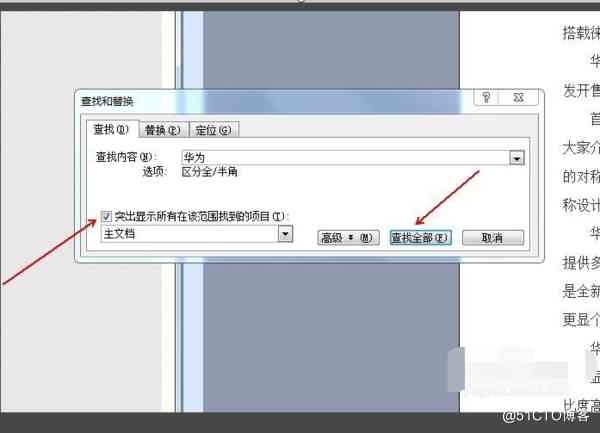 搭载徕
华
发开售
首
大家介
的对称
称设计
华
提供多
是全新
更显个
华
比度高
查找和替换
查找(D) 替换(P) 定位(G)
查找内容(N): 华为
选项: 区分全/半角
突出显示所有在该范围找到的项目(T):
主文档
高级 (M) 查找全部(F) 取消
@51CTO博客